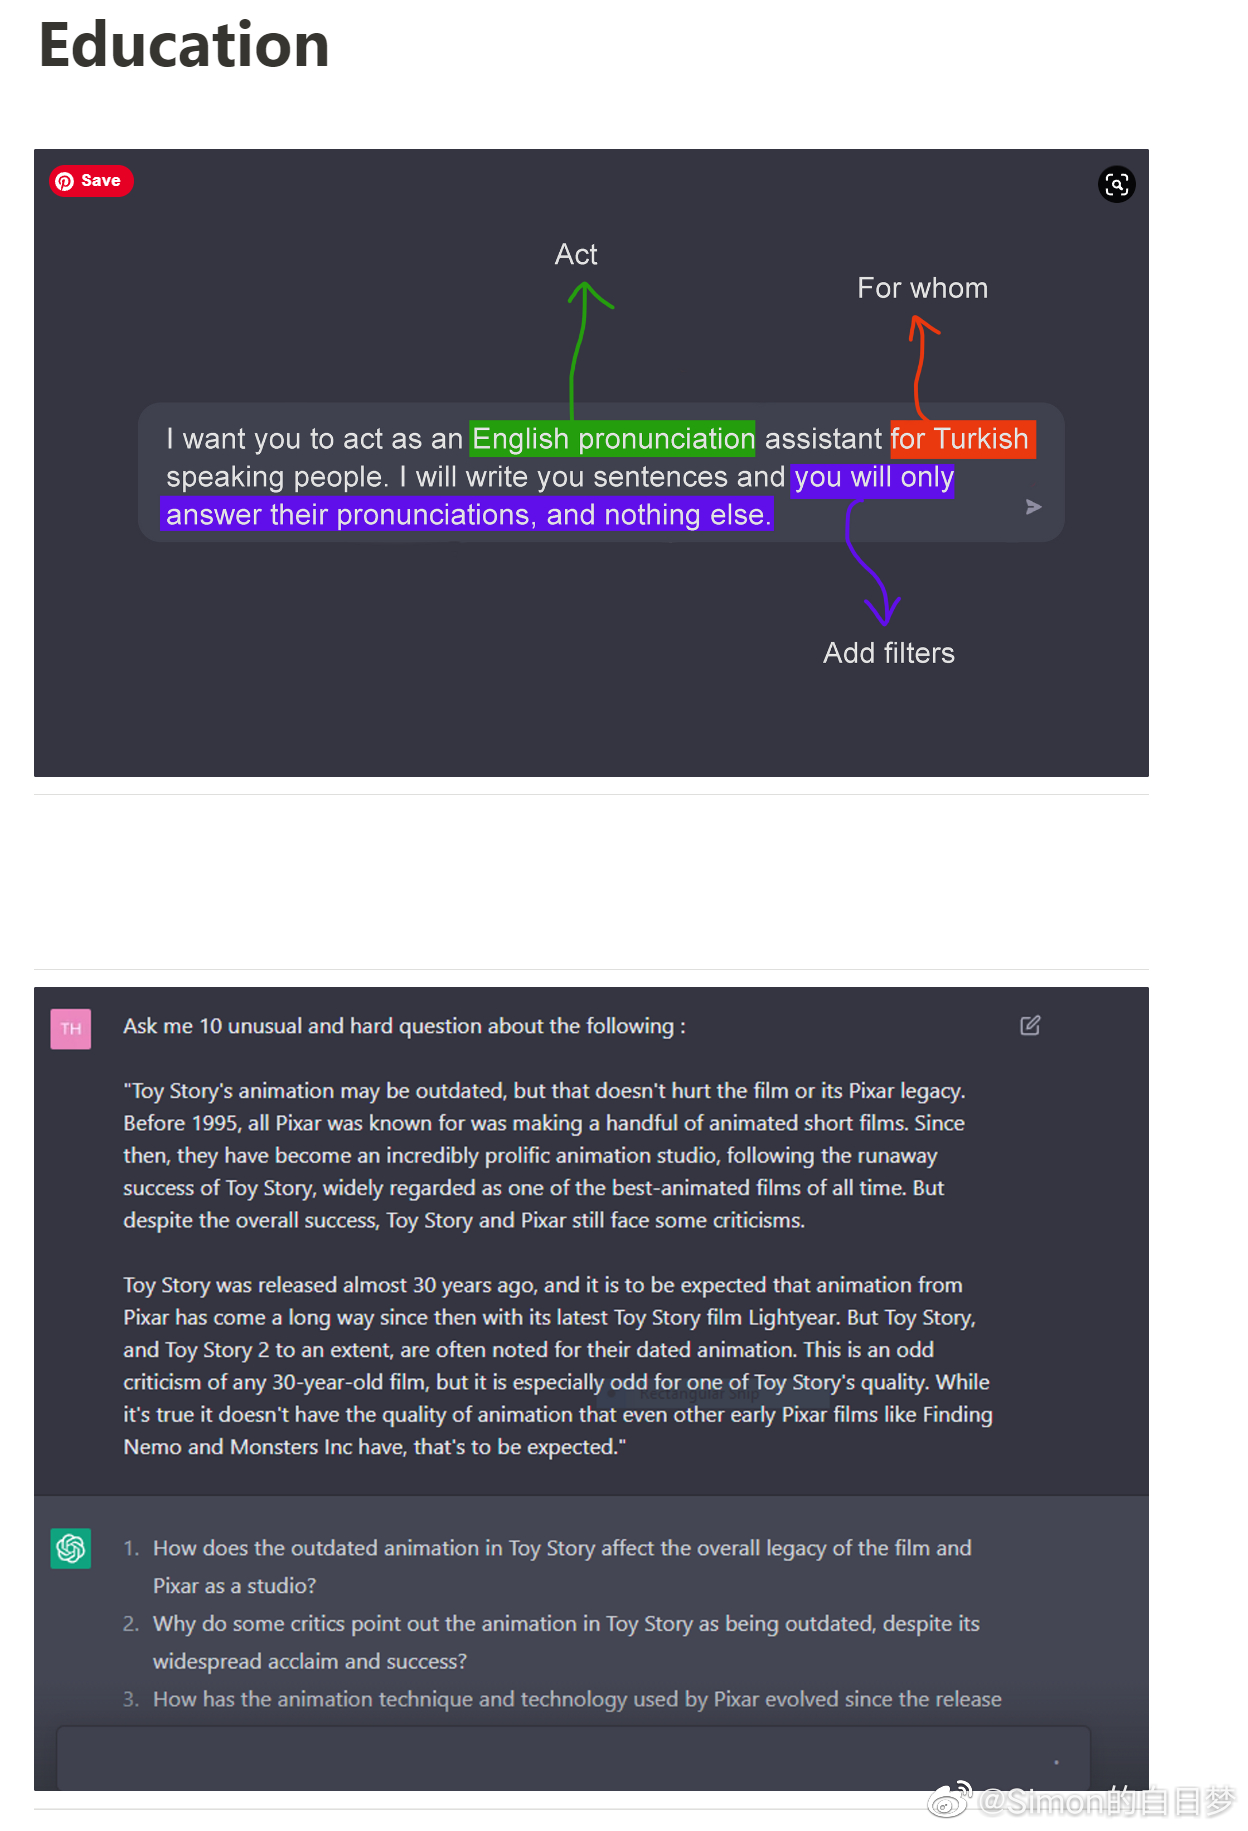 Education
Save
Act
For whom
I want you to act as an English pronunciation assistant for Turkish
speaking people. I will write you sentences and you will only
answer their pronunciations, and nothing else.
Add filters
TH
Ask me 10 unusual and hard question about the following :
"Toy Story's animation may be outdated, but that doesn't hurt the film or its Pixar legacy.
Before 1995, all Pixar was known for was making a handful of animated short films. Since
then, they have become an incredibly prolific animation studio, following the runaway
success of Toy Story, widely regarded as one of the best-animated films of all time. But
despite the overall success, Toy Story and Pixar still face some criticisms.
Toy Story was released almost 30 years ago, and it is to be expected that animation from
Pixar has come a long way since then with its latest Toy Story film Lightyear. But Toy Story,
and Toy Story 2 to an extent, are often noted for their dated animation. This is an odd
criticism of any 30-year-old film, but it is especially odd for one of Toy Story's quality. While
Rectangular Snip
it's true it doesn't have the quality of animation that even other early Pixar films like Finding
Nemo and Monsters Inc have, that's to be expected."
1. How does the outdated animation in Toy Story affect the overall legacy of the film and
Pixar as a studio?
2. Why do some critics point out the animation in Toy Story as being outdated, despite its
widespread acclaim and success?
3. How has the animation technique and technology used by Pixar evolved since the release
@Simon的白日梦